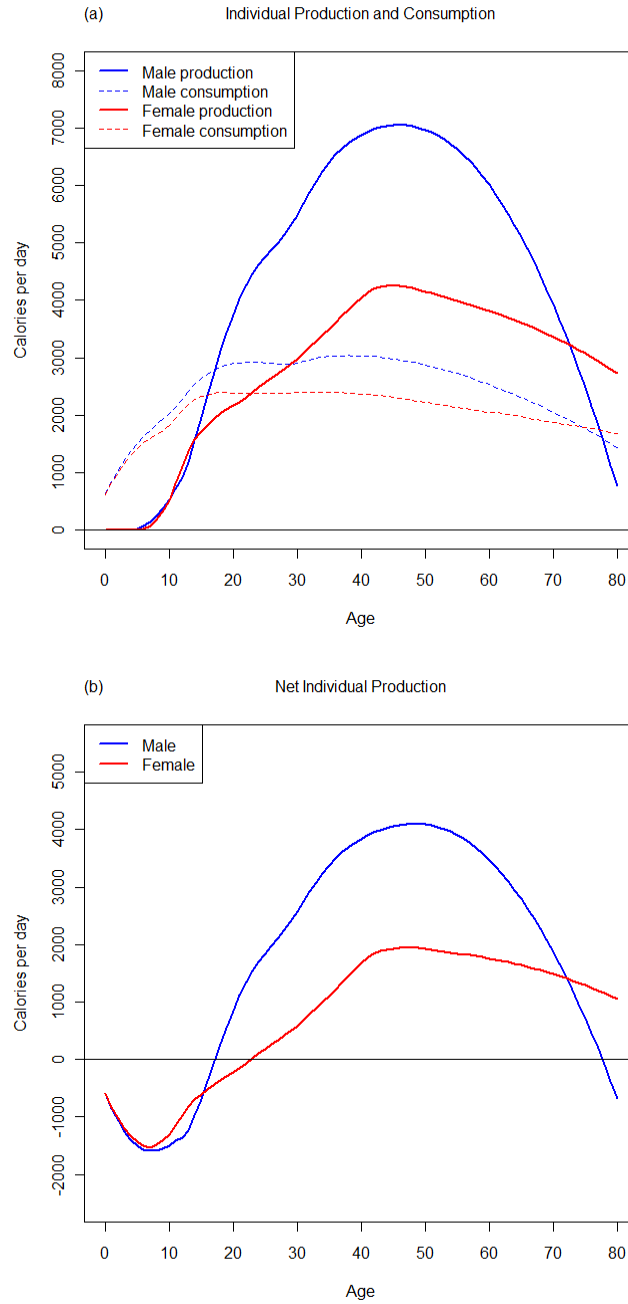 (a) Individual Production and Consumption
Male production
Male consumption
Female production
Female consumption
Calories per day
8000
7000
6000
5000
4000
3000
2000
1000
0
0 10 20 30 40 50 60 70 80
Age
(b) Net Individual Production
Male
Female
Calories per day
5000
4000
3000
2000
1000
0
-1000
-2000
0 10 20 30 40 50 60 70 80
Age